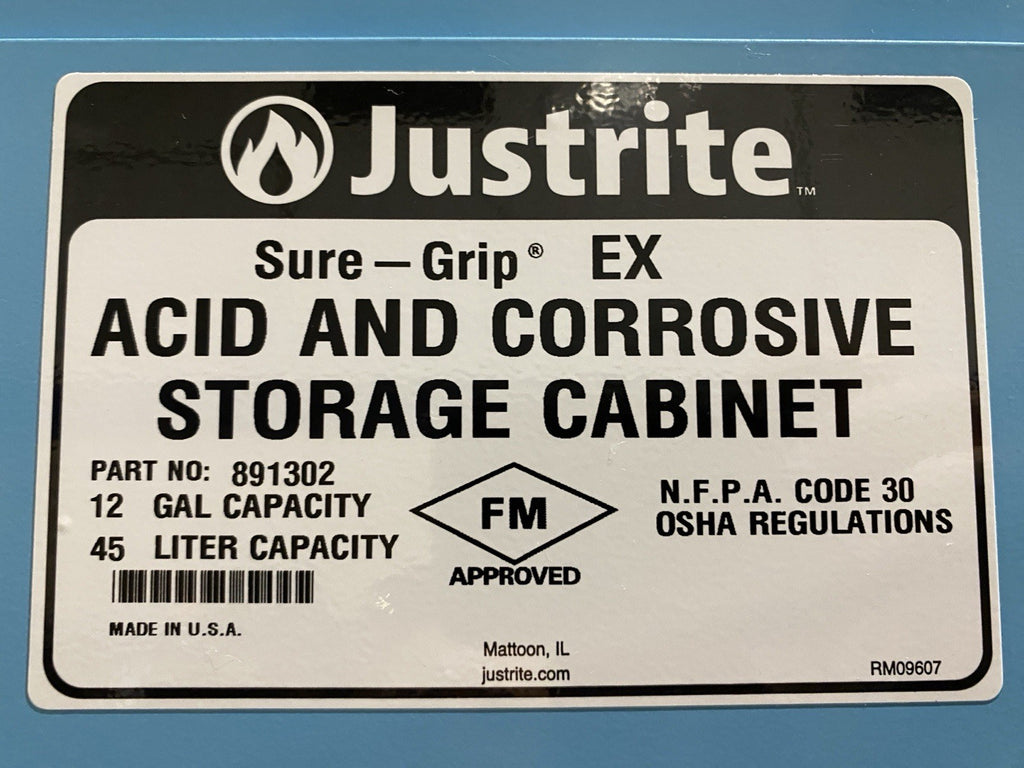 Justrite™
Sure-Grip® EX
ACID AND CORROSIVE
STORAGE CABINET
PART NO: 891302
12 GAL CAPACITY
45 LITER CAPACITY
MADE IN U.S.A.
FM
APPROVED
N.F.P.A. CODE 30
OSHA REGULATIONS
Mattoon, IL
justrite.com
RM09607